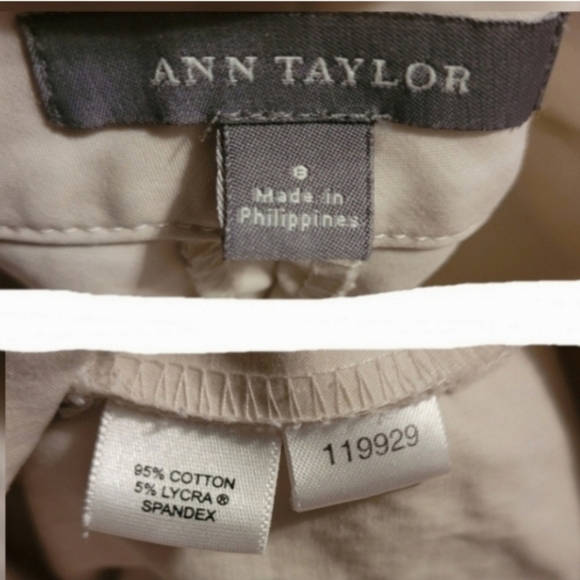 ANN TAYLOR
8
Made in
Philippines
95% COTTON
5% LYCRA ®
SPANDEX
119929